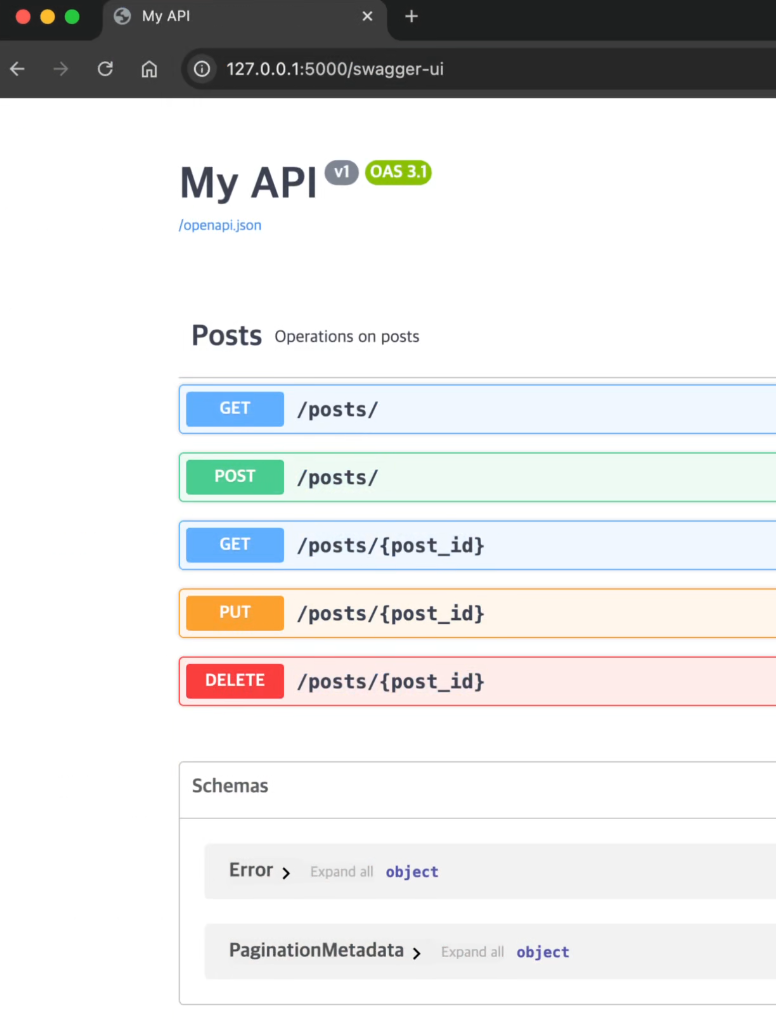 My API
127.0.0.1:5000/swagger-ui
My API v1 OAS 3.1
/openapi.json
Posts Operations on posts
GET /posts/
POST /posts/
GET /posts/{post_id}
PUT /posts/{post_id}
DELETE /posts/{post_id}
Schemas
Error Expand all object
PaginationMetadata Expand all object